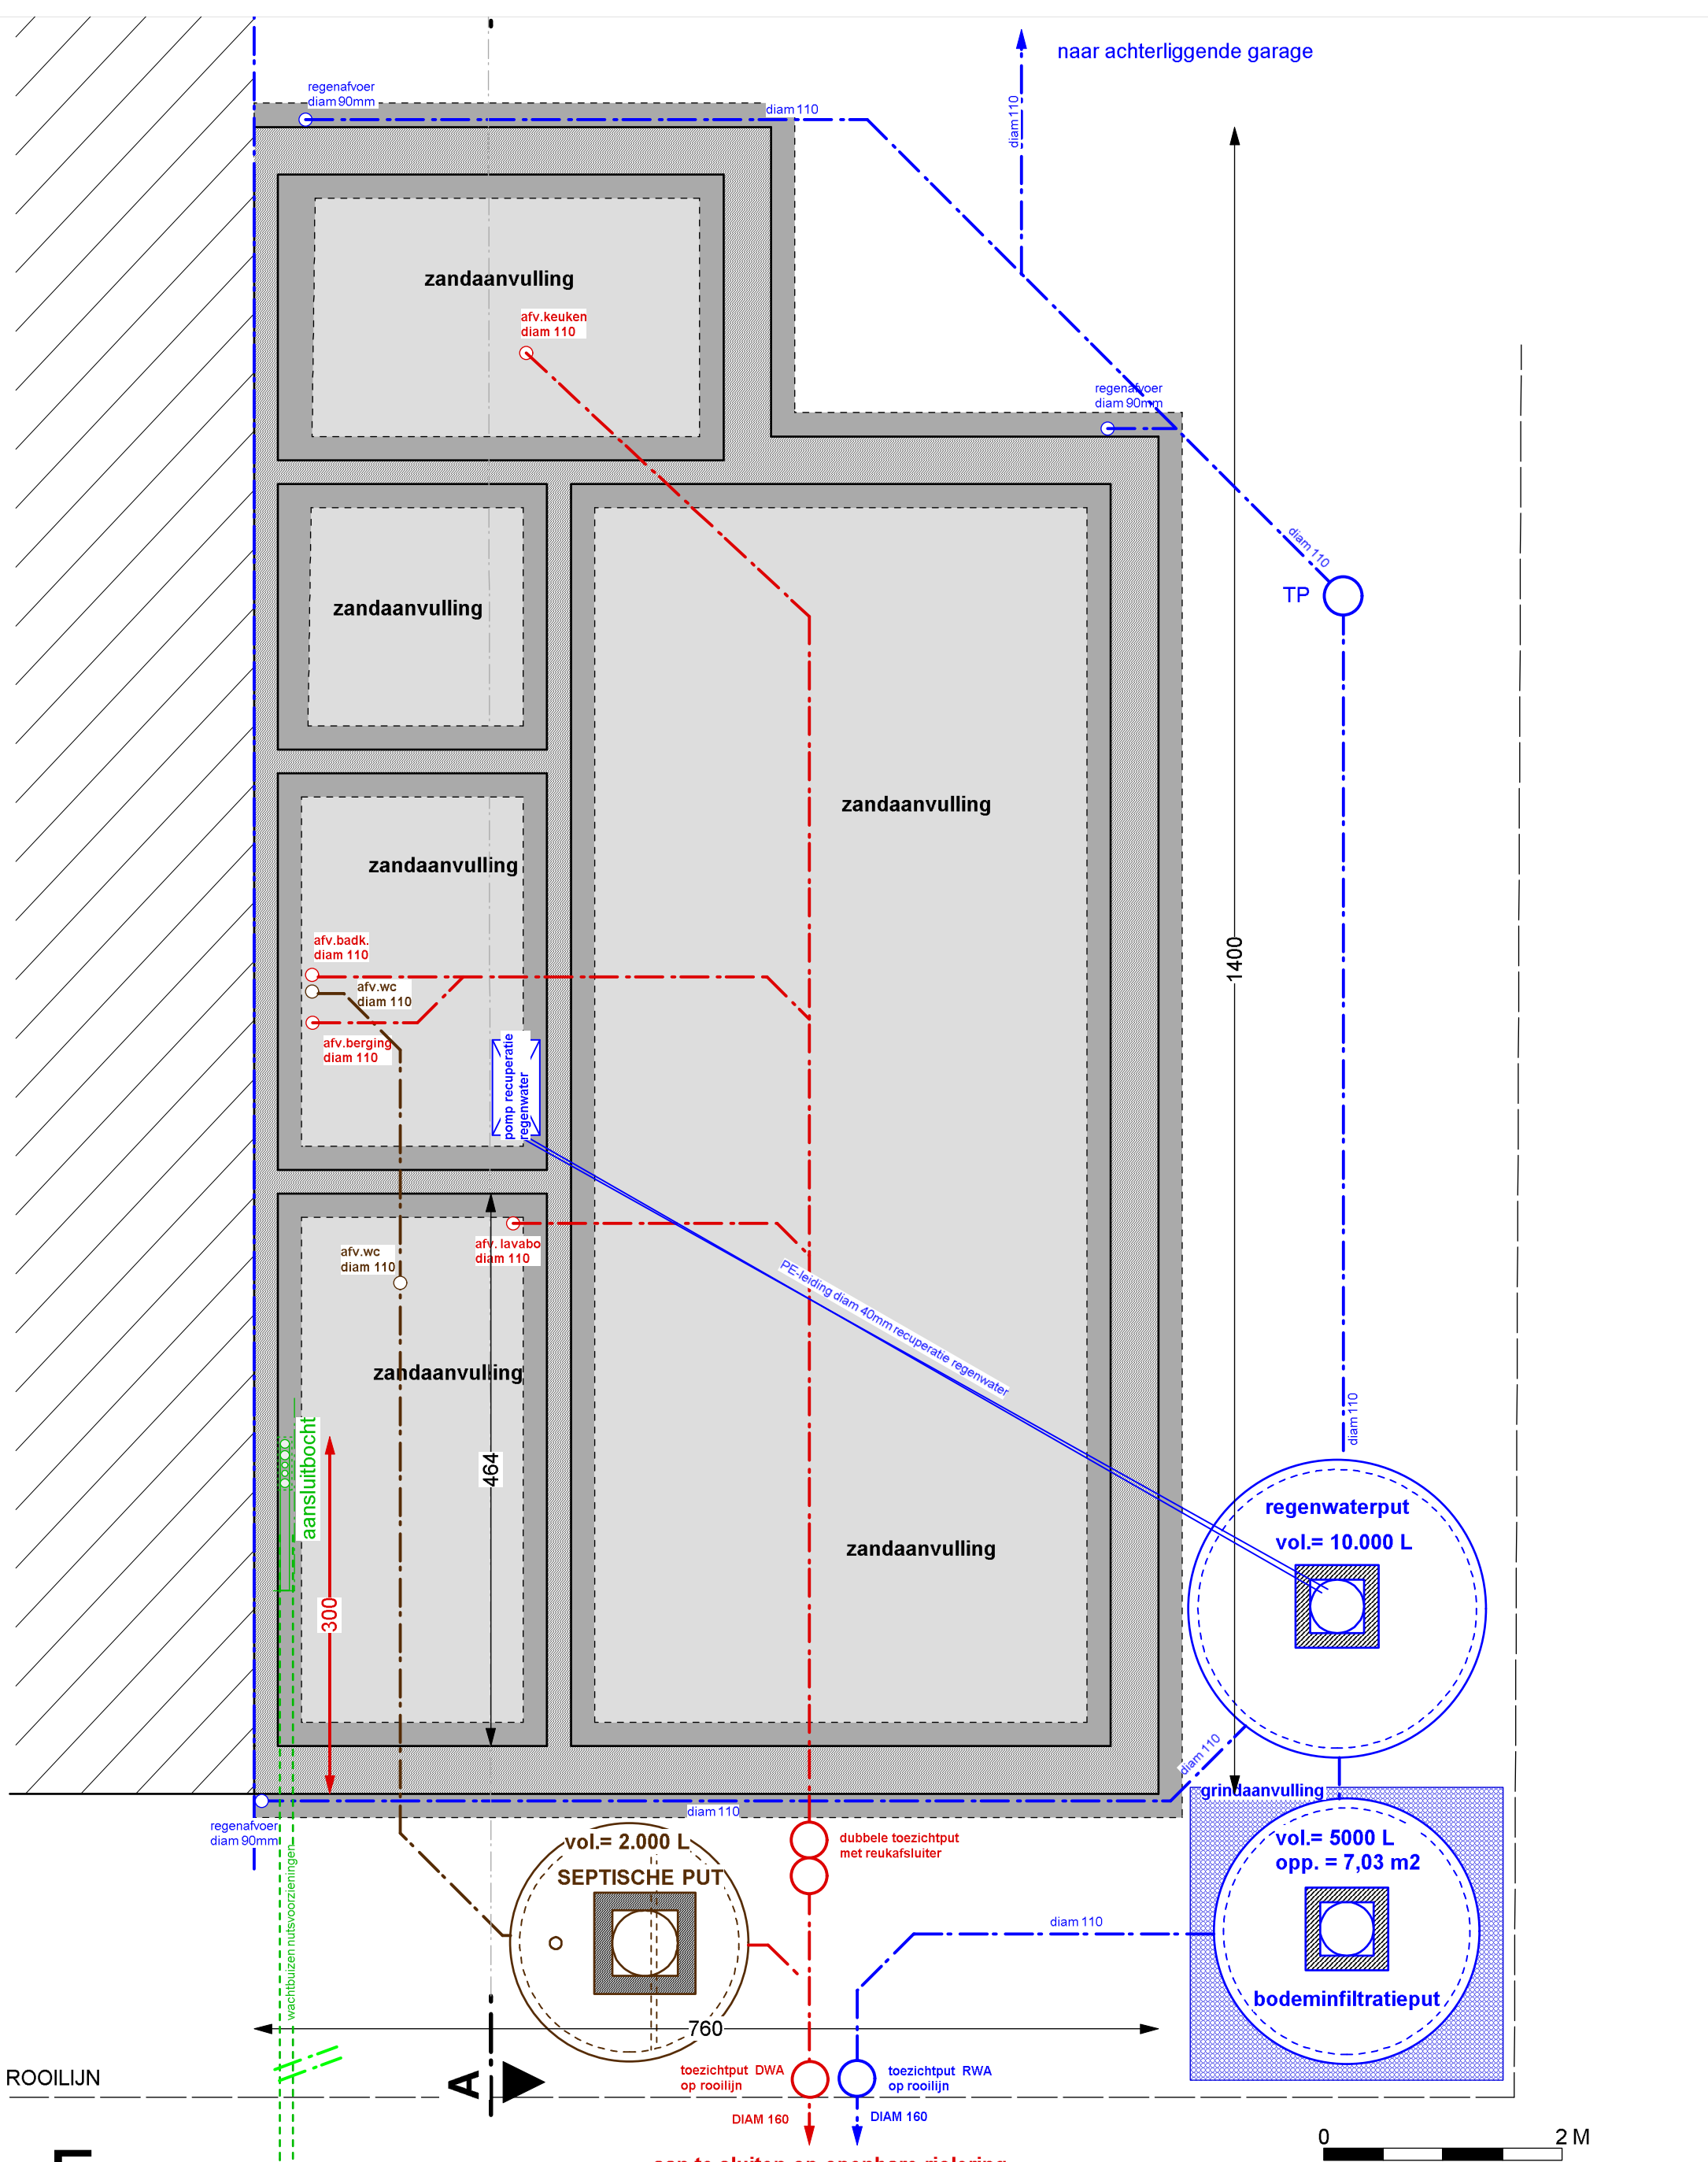 naar achterliggende garage
regenafvoer
diam 90mm
diam 110
diam 110
zandaanvulling
afv.keuken
diam 110
regenafvoer
diam 90mm
diam 110
TP
zandaanvulling
zandaanvulling
zandaanvulling
afv.badk.
diam 110
afv.wc
diam 110
afv.berging
diam 110
pomp recuperatie
regenwater
1400
afv. lavabo
diam 110
afv.wc
diam 110
PE-leiding diam 40mm recuperatie regenwater
zandaanvulling
diam 110
aansluitbocht
464
300
regenwaterput
vol.= 10.000 L
zandaanvulling
diam 110
grindaanvulling
diam 110
regenafvoer
diam 90mm
wachtbuizen nutsvoorzieningen
vol.= 2.000 L
SEPTISCHE PUT
dubbele toezichtput
met reukafsluiter
vol.= 5000 L
opp. = 7,03 m2
diam 110
bodeminfiltratieput
760
ROOILIJN
A
toezichtput DWA
op rooilijn
toezichtput RWA
op rooilijn
DIAM 160
DIAM 160
0 2 M